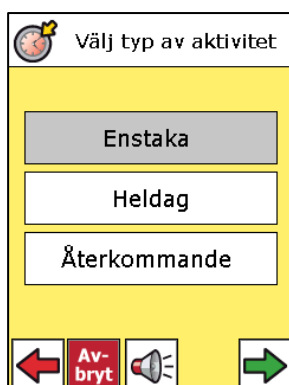 Välj typ av aktivitet
Enstaka
Heldag
Återkommande
Av-
bryt